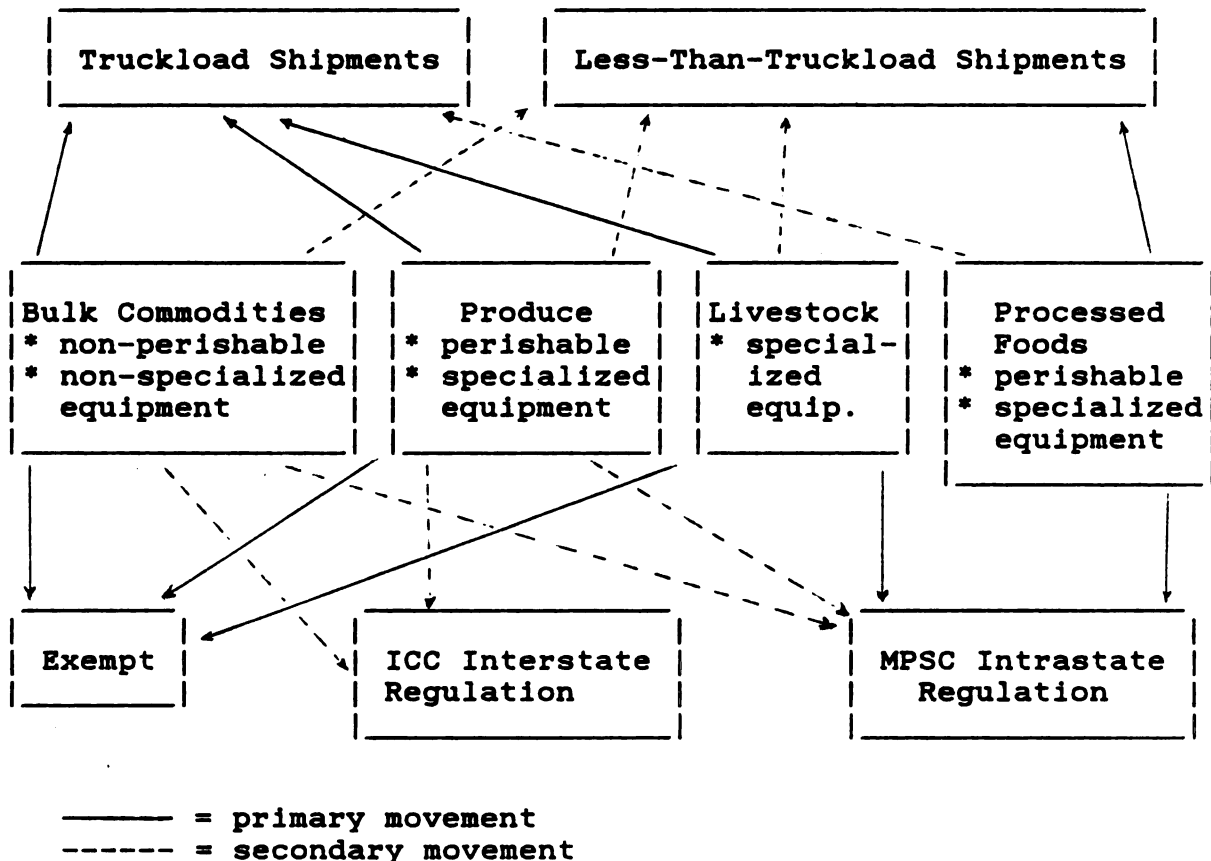 Truckload Shipments
Less-Than-Truckload Shipments
Bulk Commodities
* non-perishable
* non-specialized
equipment
Produce
* perishable
* specialized
equipment
Livestock
* special-
ized
equip.
Processed
Foods
* perishable
* specialized
equipment
Exempt
ICC Interstate
Regulation
MPSC Intrastate
Regulation
= primary movement
= secondary movement